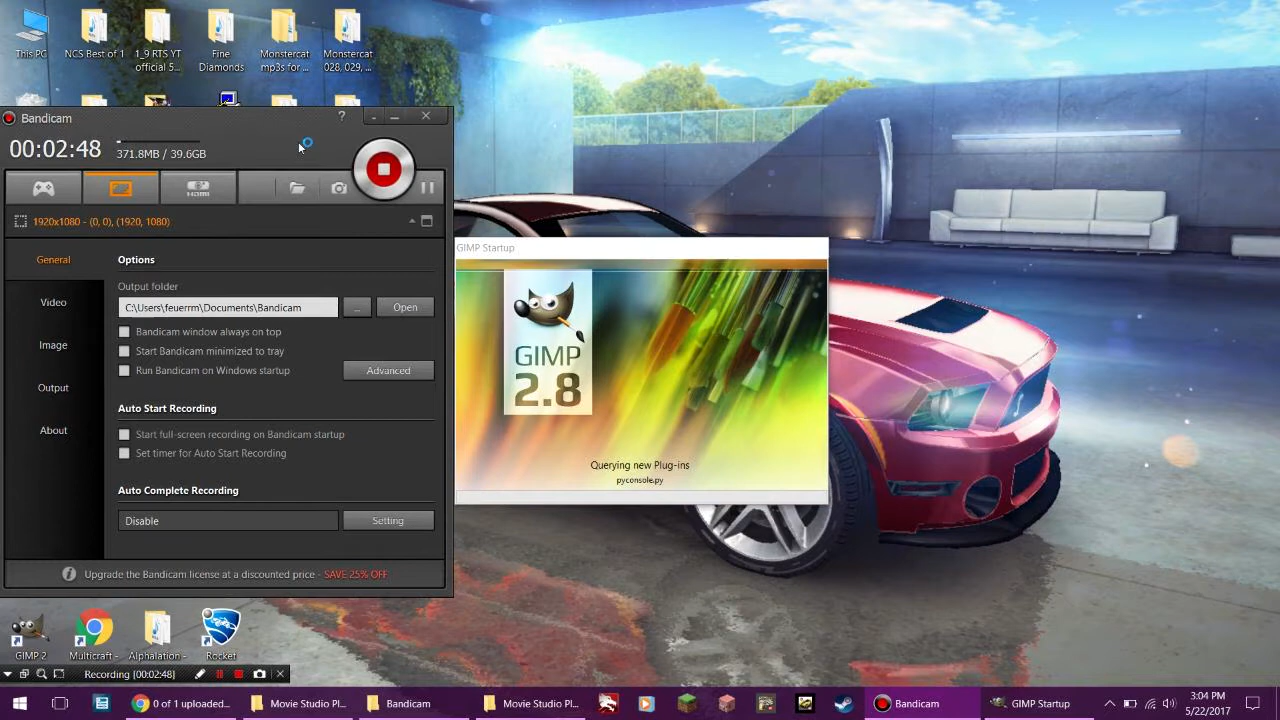 This PC
NCS Best of 1
1_9 RTS YT
official 5...
Fine
Diamonds
Monstercat
mp3s for ...
Monstercat
028, 029, ...
Bandicam
?
00:02:48
371.8MB / 39.6GB
HDMI
1920x1080 - (0, 0), (1920, 1080)
General
Video
Image
Output
About
Options
Output folder
C:\Users\feuerrm\Documents\Bandicam
...
Open
Bandicam window always on top
Start Bandicam minimized to tray
Run Bandicam on Windows startup
Advanced
Auto Start Recording
Start full-screen recording on Bandicam startup
Set timer for Auto Start Recording
Auto Complete Recording
Disable
Setting
Upgrade the Bandicam license at a discounted price - SAVE 25% OFF
GIMP Startup
GIMP
2.8
Querying new Plug-ins
pyconsole.py
GIMP 2
Multicraft -
Alphalation -
Rocket
Recording [00:02:48]
0 of 1 uploaded...
Movie Studio Pl...
Bandicam
Movie Studio Pl...
Bandicam
GIMP Startup
3:04 PM
5/22/2017